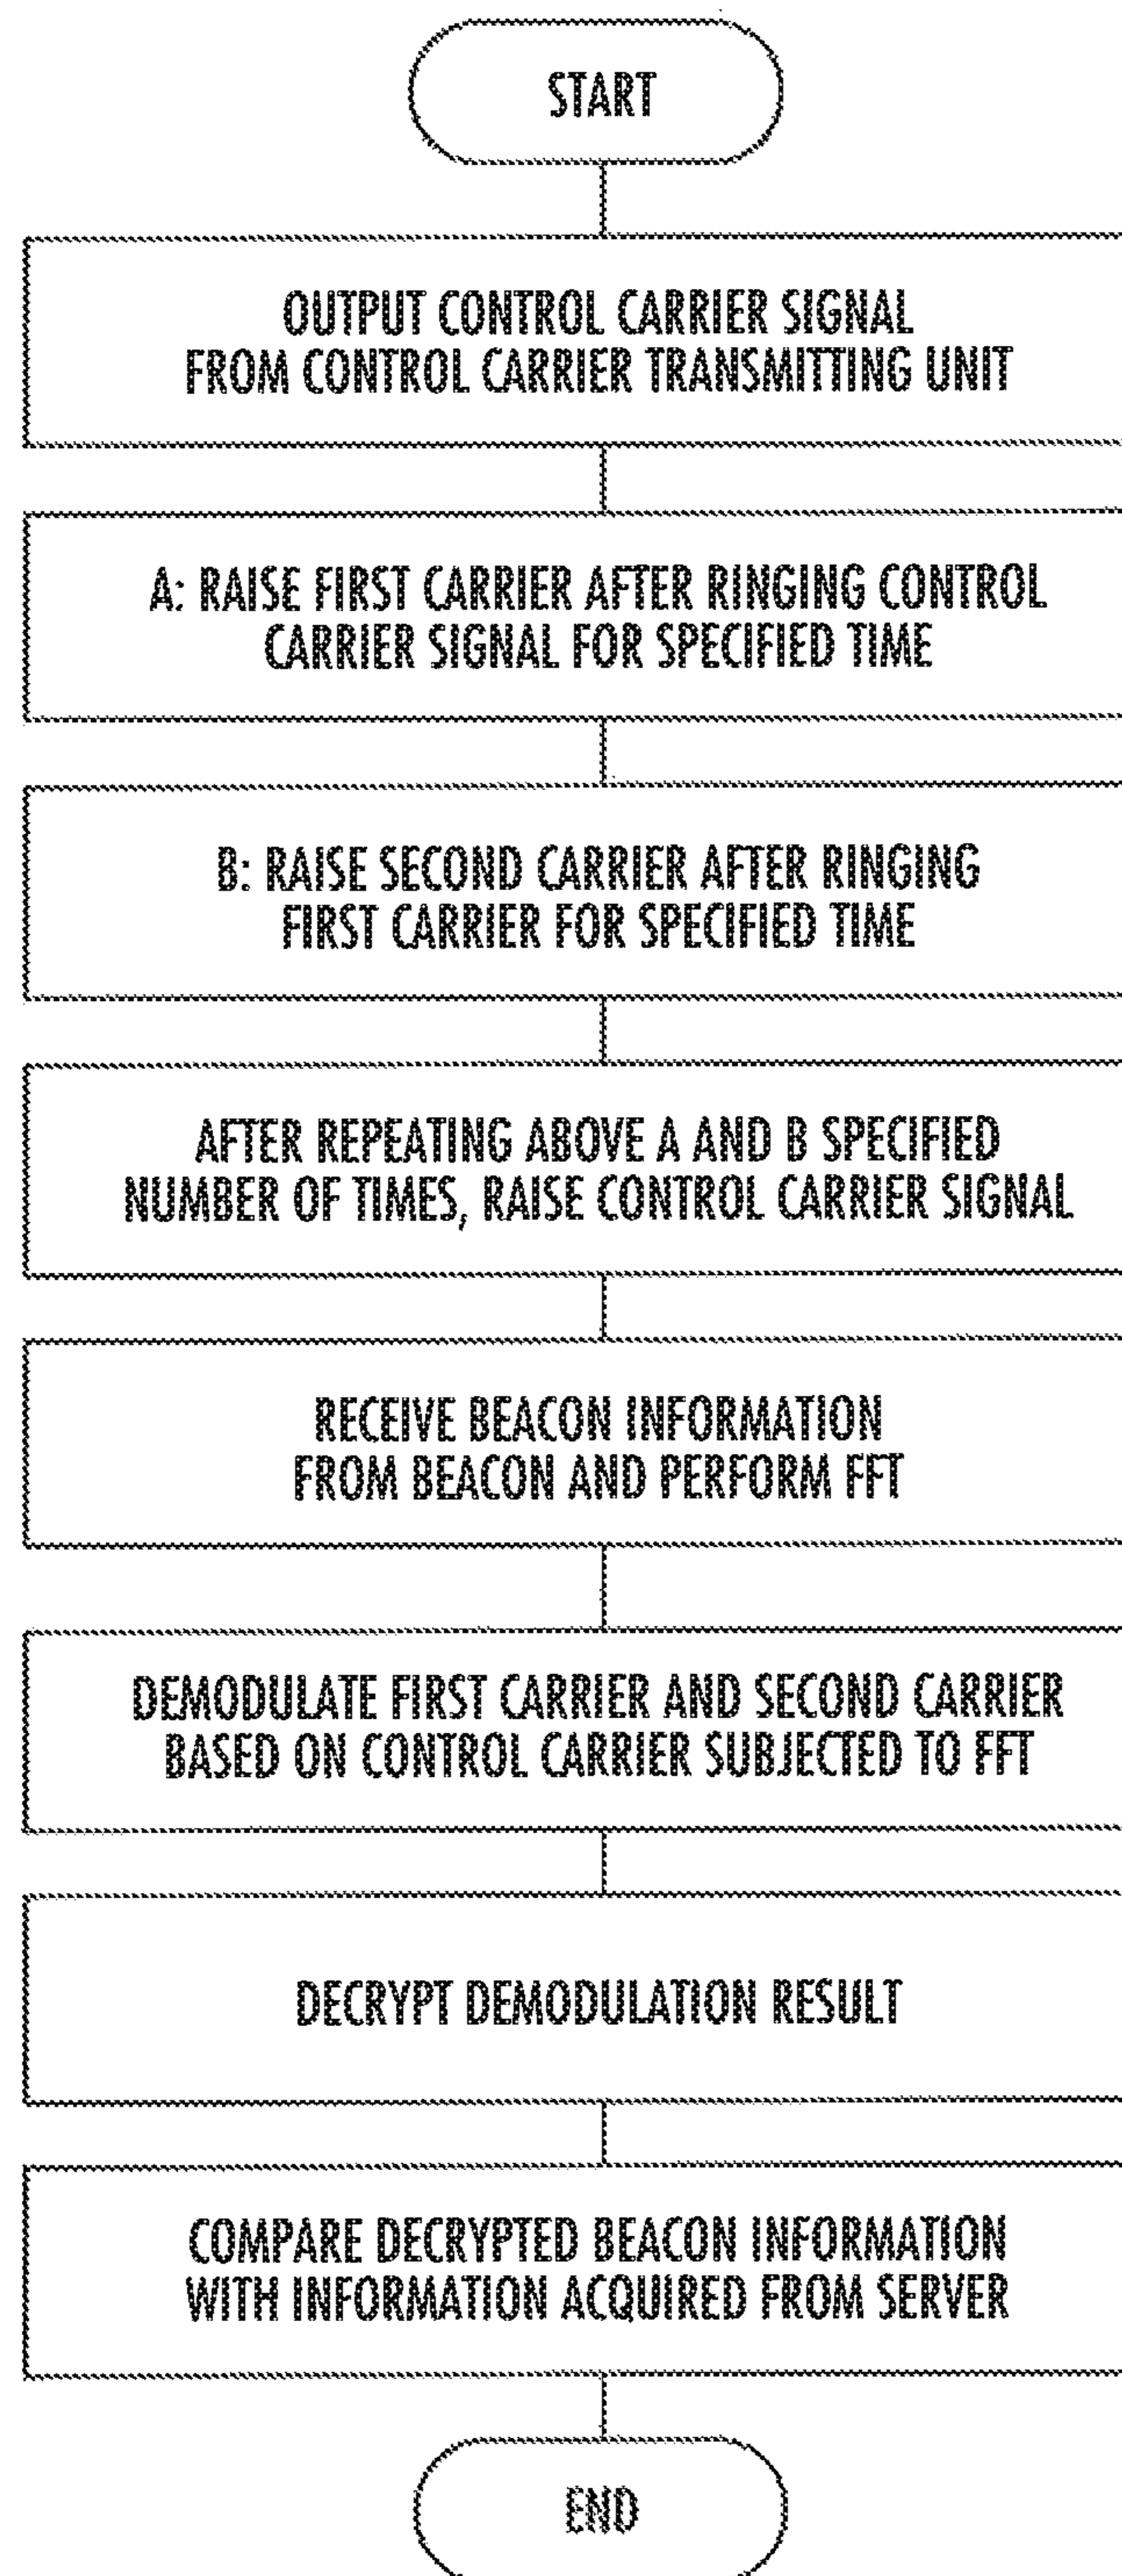 START
OUTPUT CONTROL CARRIER SIGNAL
FROM CONTROL CARRIER TRANSMITTING UNIT
A: RAISE FIRST CARRIER AFTER RINGING CONTROL
CARRIER SIGNAL FOR SPECIFIED TIME
B: RAISE SECOND CARRIER AFTER RINGING
FIRST CARRIER FOR SPECIFIED TIME
AFTER REPEATING ABOVE A AND B SPECIFIED
NUMBER OF TIMES, RAISE CONTROL CARRIER SIGNAL
RECEIVE BEACON INFORMATION
FROM BEACON AND PERFORM FFT
DEMODULATE FIRST CARRIER AND SECOND CARRIER
BASED ON CONTROL CARRIER SUBJECTED TO FFT
DECRYPT DEMODULATION RESULT
COMPARE DECRYPTED BEACON INFORMATION
WITH INFORMATION ACQUIRED FROM SERVER
END